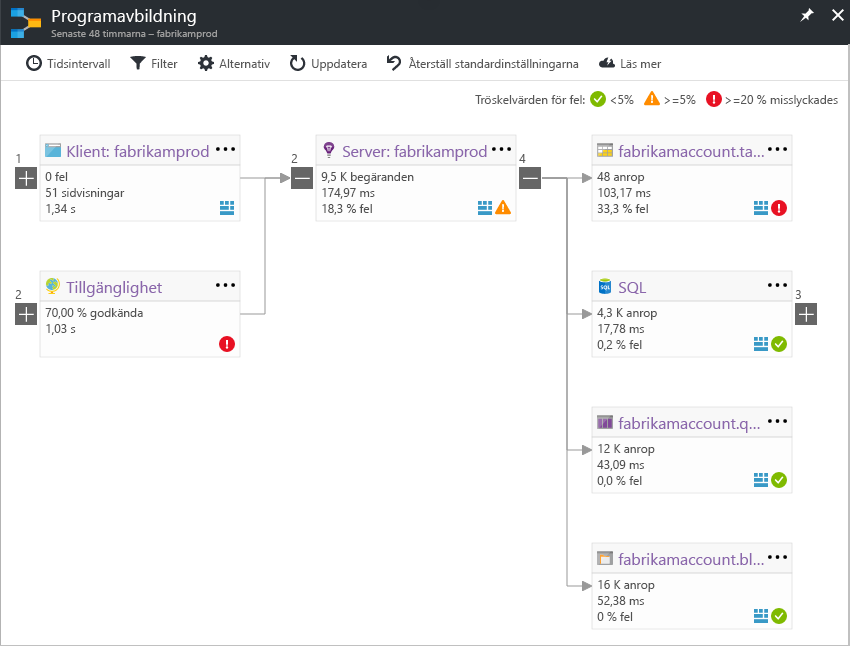 Programavbildning
Senaste 48 timmarna – fabrikamprod
Tidsintervall
Filter
Alternativ
Uppdatera
Återställ standardinställningarna
Läs mer
Tröskelvärden för fel: <5% >=5% >=20 % misslyckades
1
Klient: fabrikamprod
0 fel
51 sidvisningar
1,34 s
2
Tillgänglighet
70,00 % godkända
1,03 s
2
Server: fabrikamprod
9,5 K begäranden
174,97 ms
18,3 % fel
4
fabrikamaccount.ta...
48 anrop
103,17 ms
33,3 % fel
SQL
SQL
4,3 K anrop
17,78 ms
0,2 % fel
3
fabrikamaccount.q...
12 K anrop
43,09 ms
0,0 % fel
fabrikamaccount.bl...
16 K anrop
52,38 ms
0 % fel